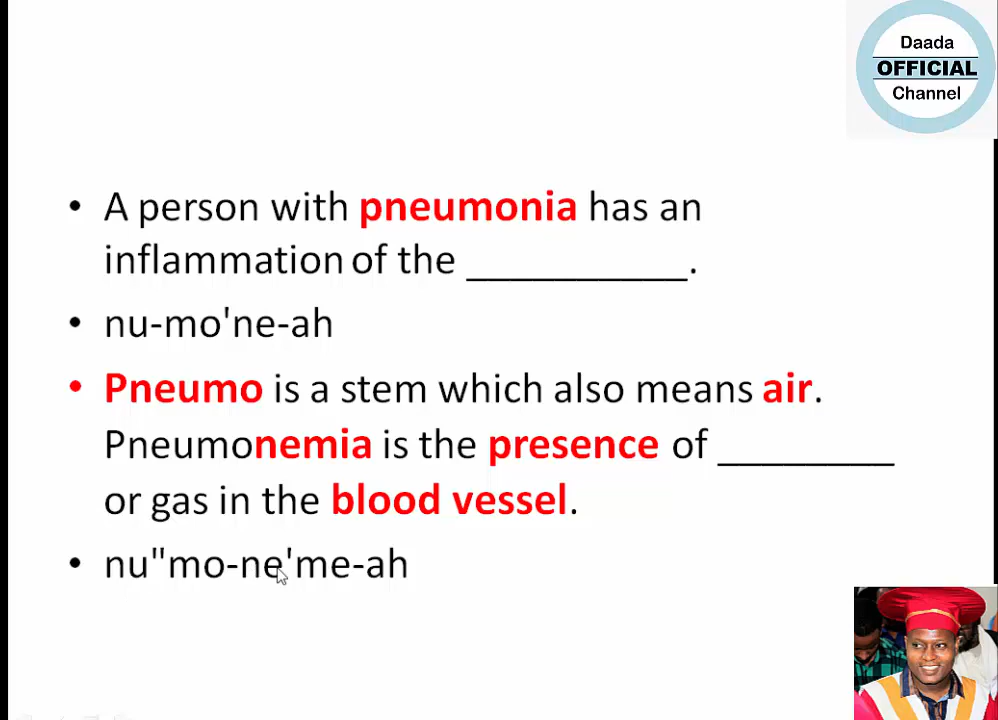 Daada
OFFICIAL
Channel
• A person with pneumonia has an
inflammation of the __________.
• nu-mo'ne-ah
• Pneumo is a stem which also means air.
Pneumonemia is the presence of ________
or gas in the blood vessel.
• nu"mo-ne'me-ah